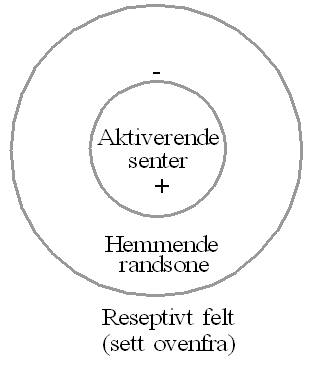 -
Aktiverende
senter
+
Hemmende
randsone
Reseptivt felt
(sett ovenfra)